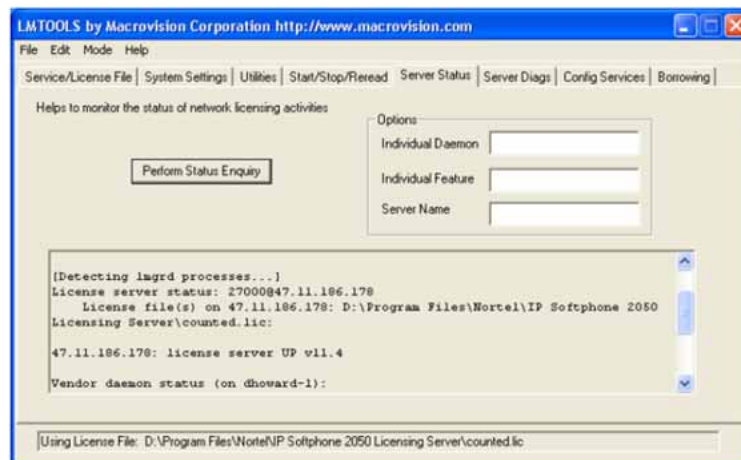 LMTOOLS by Macrovision Corporation http://www.macrovision.com
File Edit Mode Help
Service/License File System Settings Utilities Start/Stop/Reread Server Status Server Diags Config Services Borrowing
Helps to monitor the status of network licensing activities
Options
Individual Daemon
Perform Status Enquiry
Individual Feature
Server Name
[Detecting lmgrd processes...]
License server status: 27000@47.11.186.178
License file(s) on 47.11.186.178: D:\Program Files\Nortel\IP Softphone 2050
Licensing Server\counted.lic:
47.11.186.178: license server UP v11.4
Vendor daemon status (on dhoward-1):
Using License File: D:\Program Files\Nortel\IP Softphone 2050 Licensing Server\counted.lic